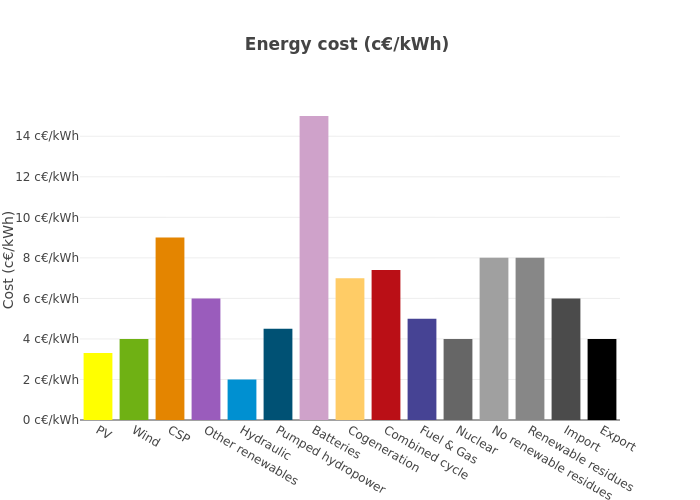 Energy cost (c€/kWh)
Cost (c€/kWh)
14 c€/kWh
12 c€/kWh
10 c€/kWh
8 c€/kWh
6 c€/kWh
4 c€/kWh
2 c€/kWh
0 c€/kWh
PV
Wind
CSP
Other renewables
Hydraulic
Pumped hydropower
Batteries
Cogeneration
Combined cycle
Fuel & Gas
Nuclear
No renewable residues
Renewable residues
Import
Export